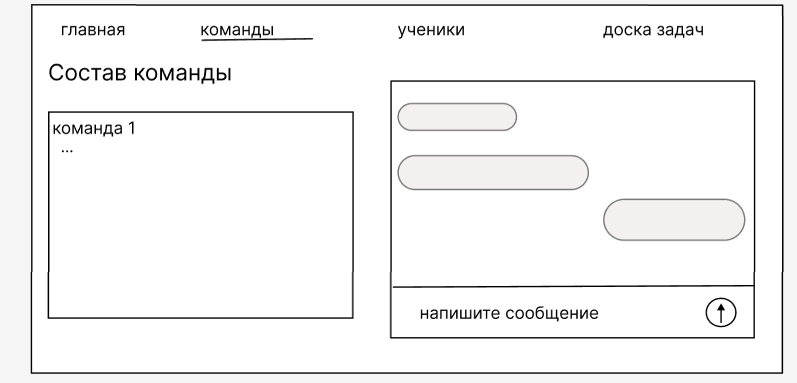 главная команды ученики доска задач
Состав команды
команда 1
...
напишите сообщение